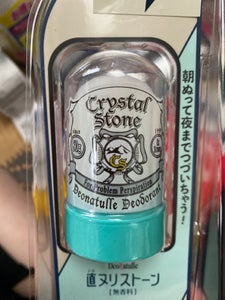 Crystal
Stone
CS
For Problem Perspiration
Deonatulle Deodorant
朝ぬって夜までつづいちゃう!
Deonatulle
直ヌリストーン
[無香料]